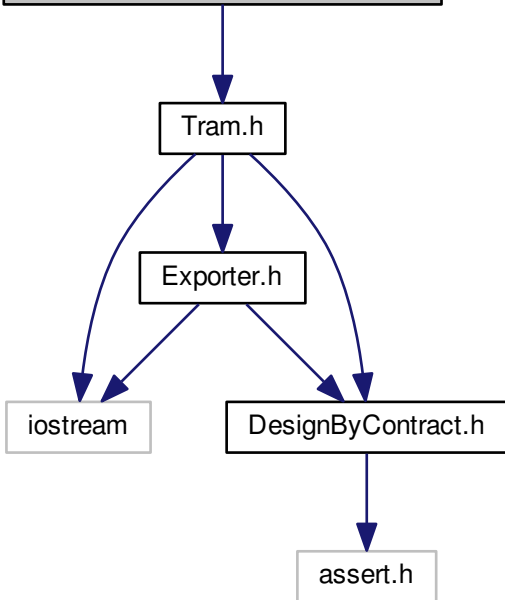 Tram.h
Exporter.h
iostream
DesignByContract.h
assert.h